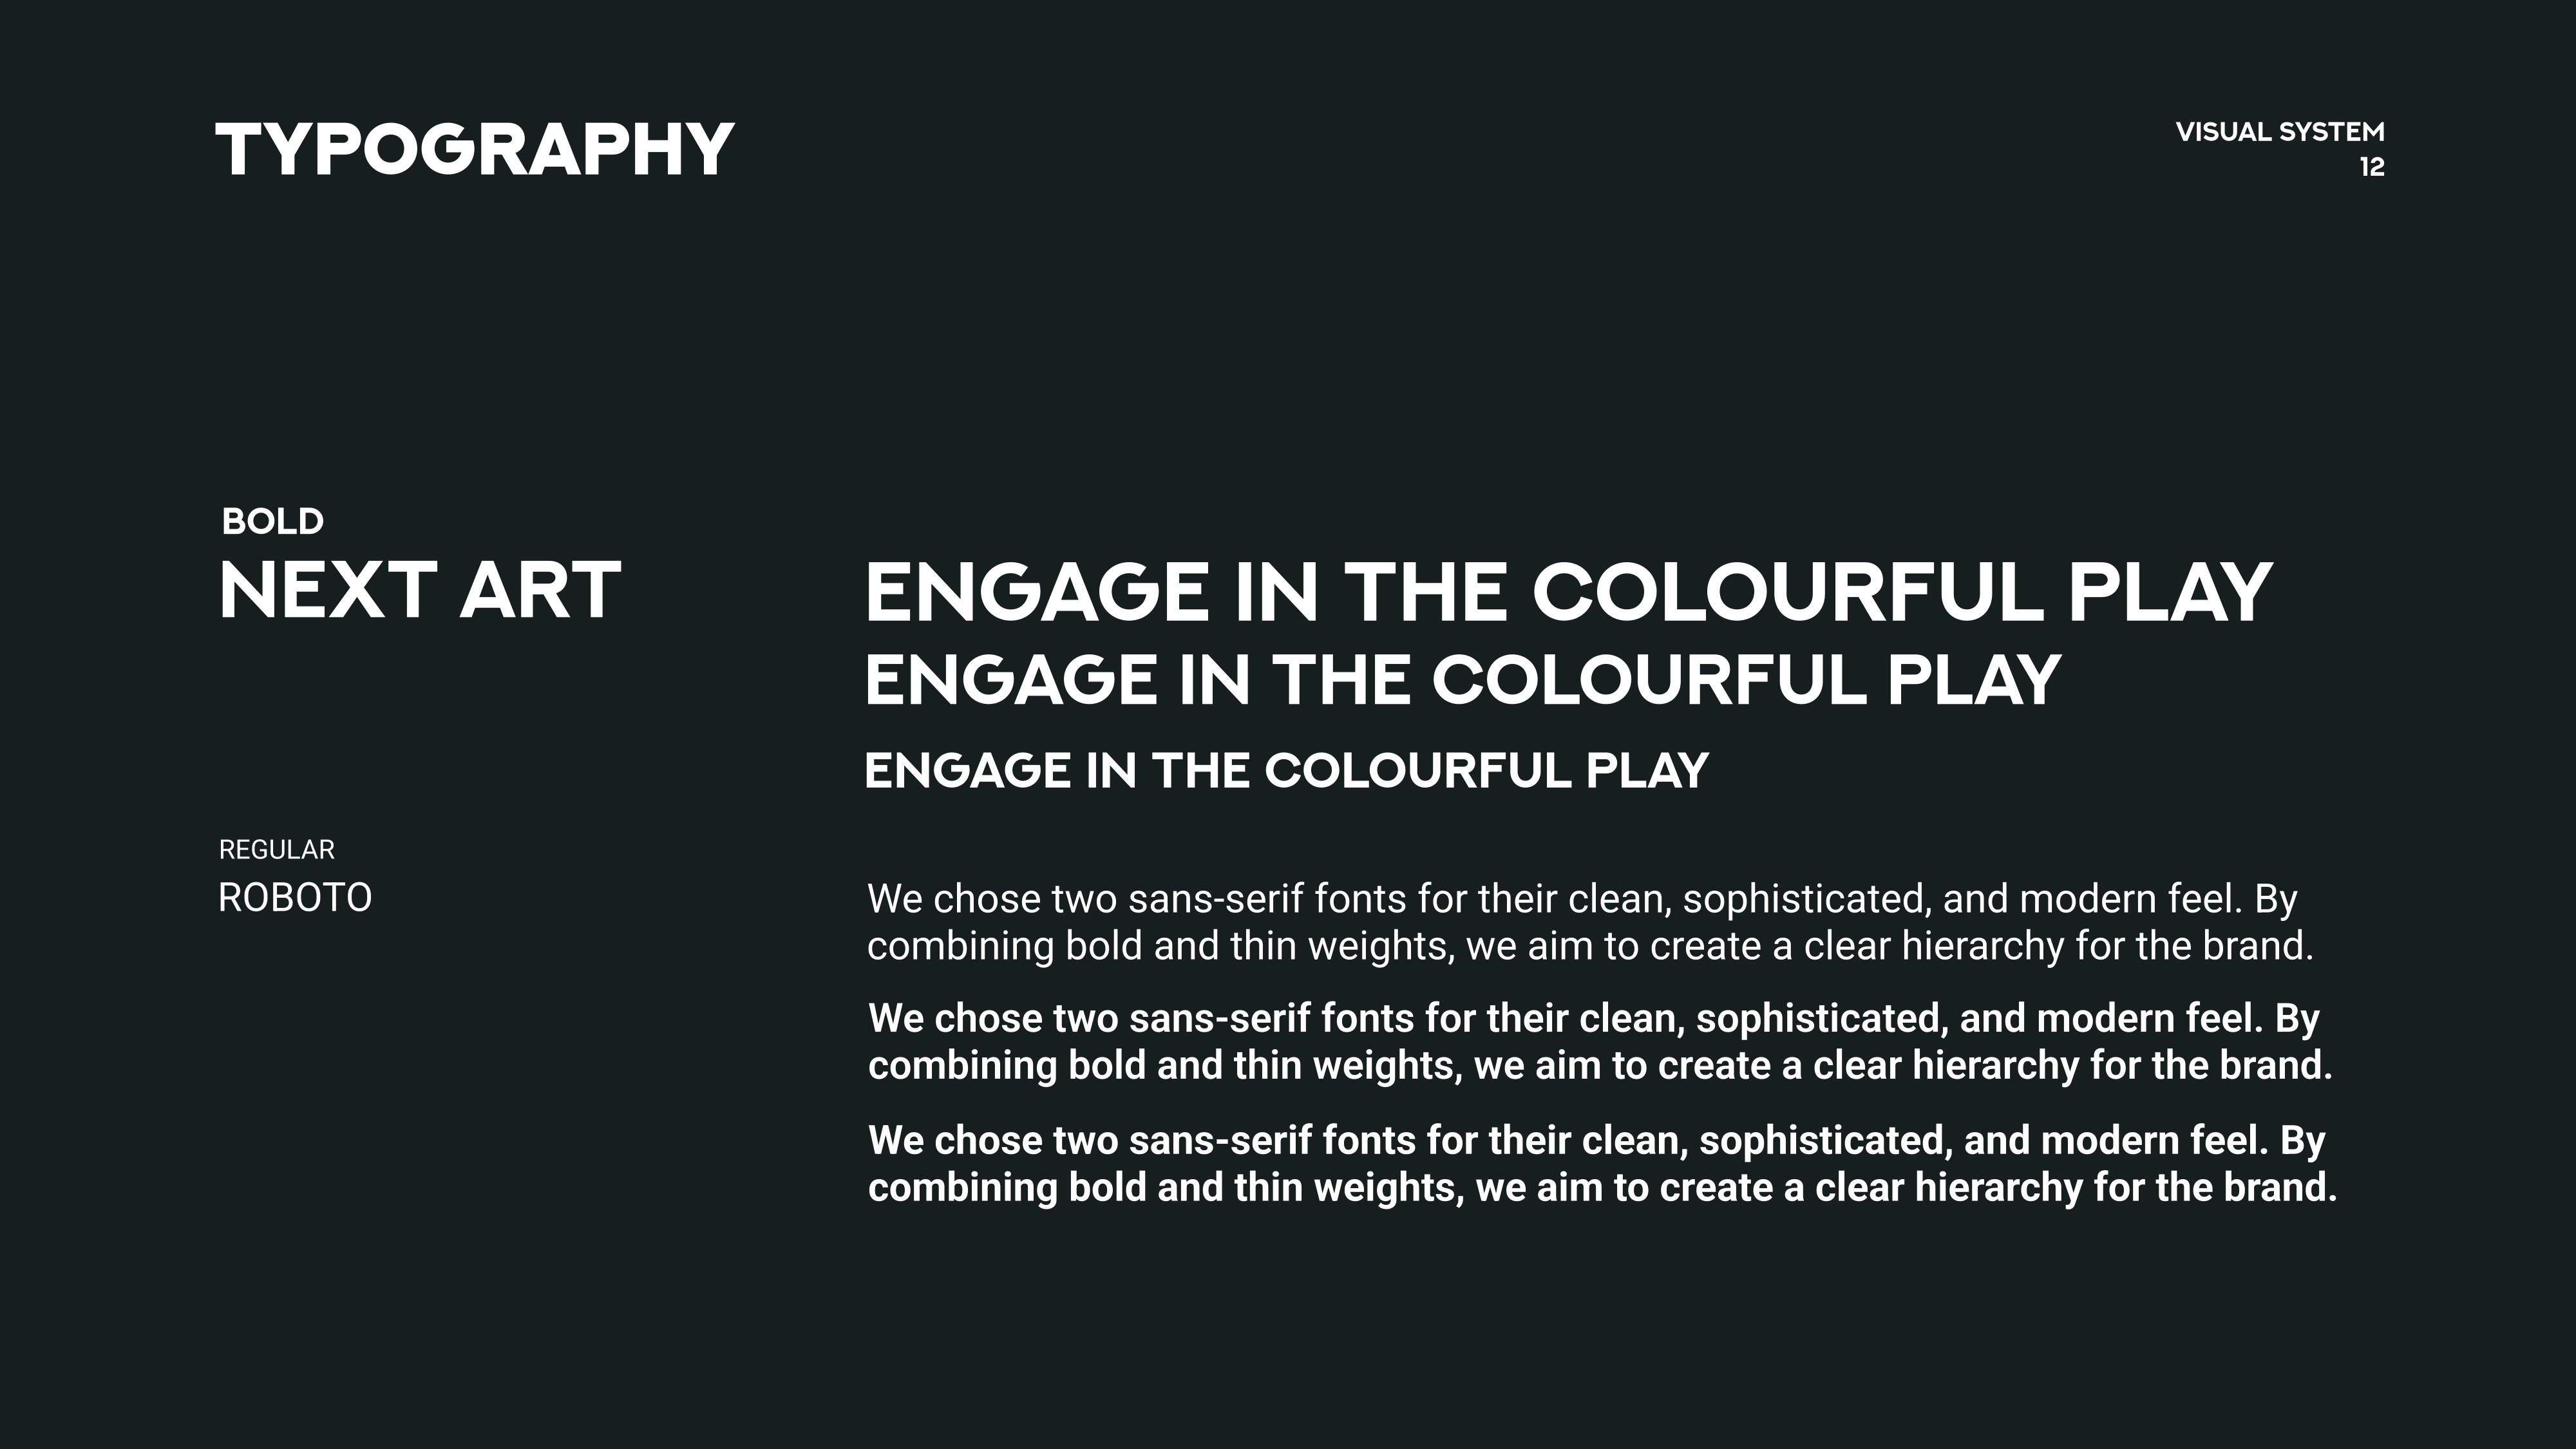 TYPOGRAPHY
VISUAL SYSTEM
12
BOLD
NEXT ART
ENGAGE IN THE COLOURFUL PLAY
ENGAGE IN THE COLOURFUL PLAY
ENGAGE IN THE COLOURFUL PLAY
REGULAR
ROBOTO
We chose two sans-serif fonts for their clean, sophisticated, and modern feel. By
combining bold and thin weights, we aim to create a clear hierarchy for the brand.
We chose two sans-serif fonts for their clean, sophisticated, and modern feel. By
combining bold and thin weights, we aim to create a clear hierarchy for the brand.
We chose two sans-serif fonts for their clean, sophisticated, and modern feel. By
combining bold and thin weights, we aim to create a clear hierarchy for the brand.